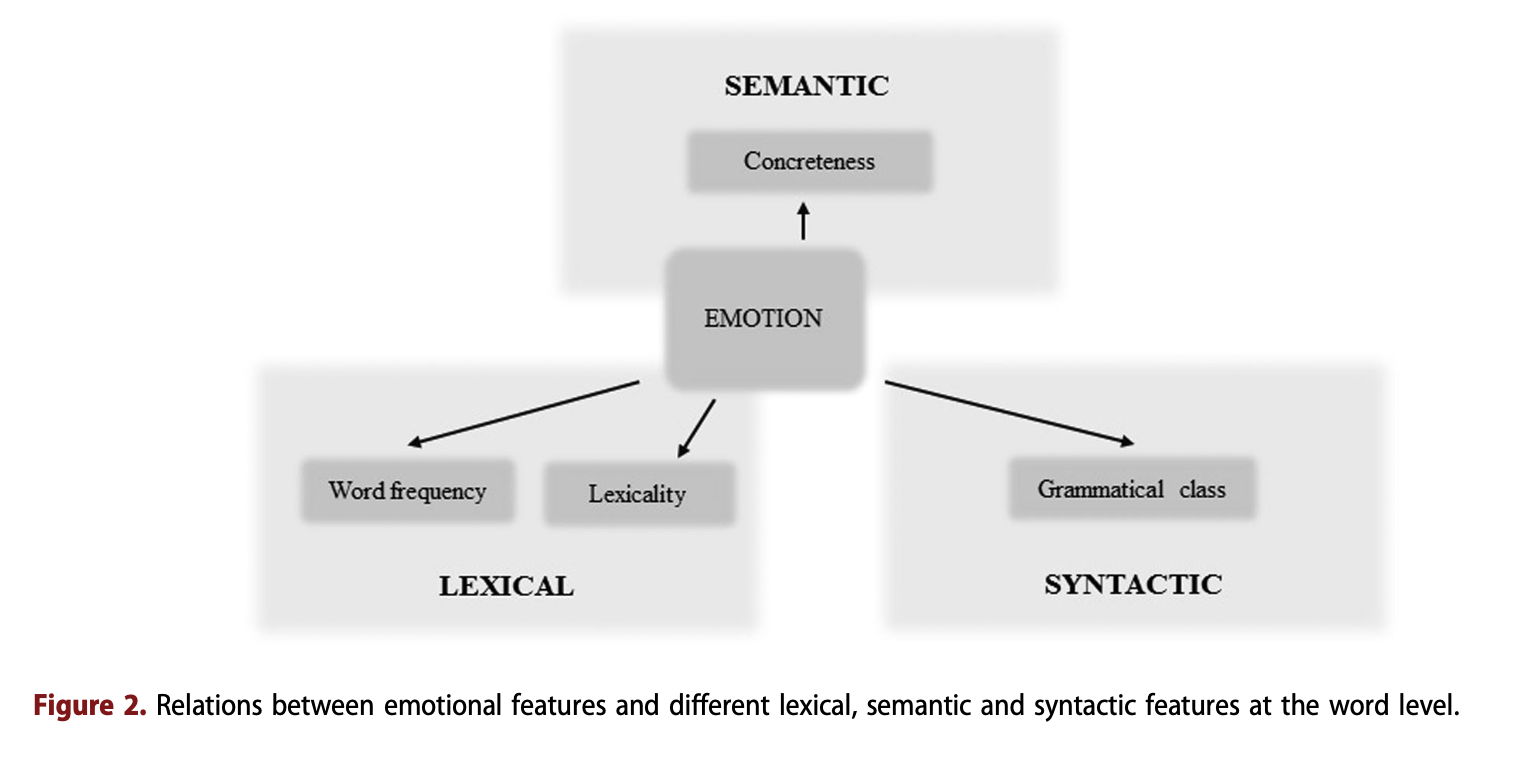 SEMANTIC
Concreteness
EMOTION
Word frequency
Lexicality
LEXICAL
Grammatical class
SYNTACTIC
Figure 2. Relations between emotional features and different lexical, semantic and syntactic features at the word level.